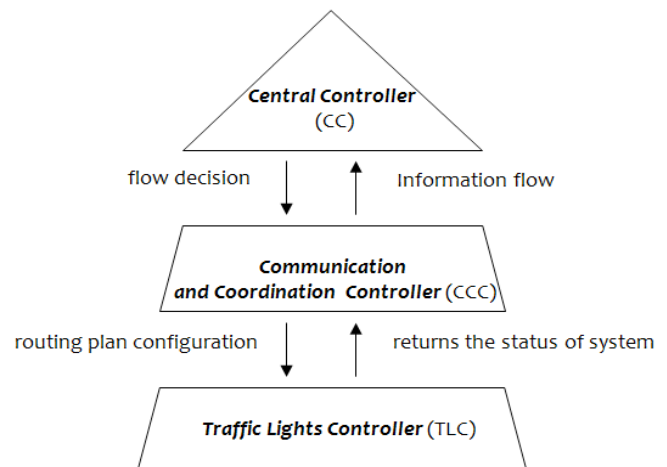 Central Controller
(CC)
flow decision
Information flow
Communication
and Coordination Controller (CCC)
routing plan configuration
returns the status of system
Traffic Lights Controller (TLC)